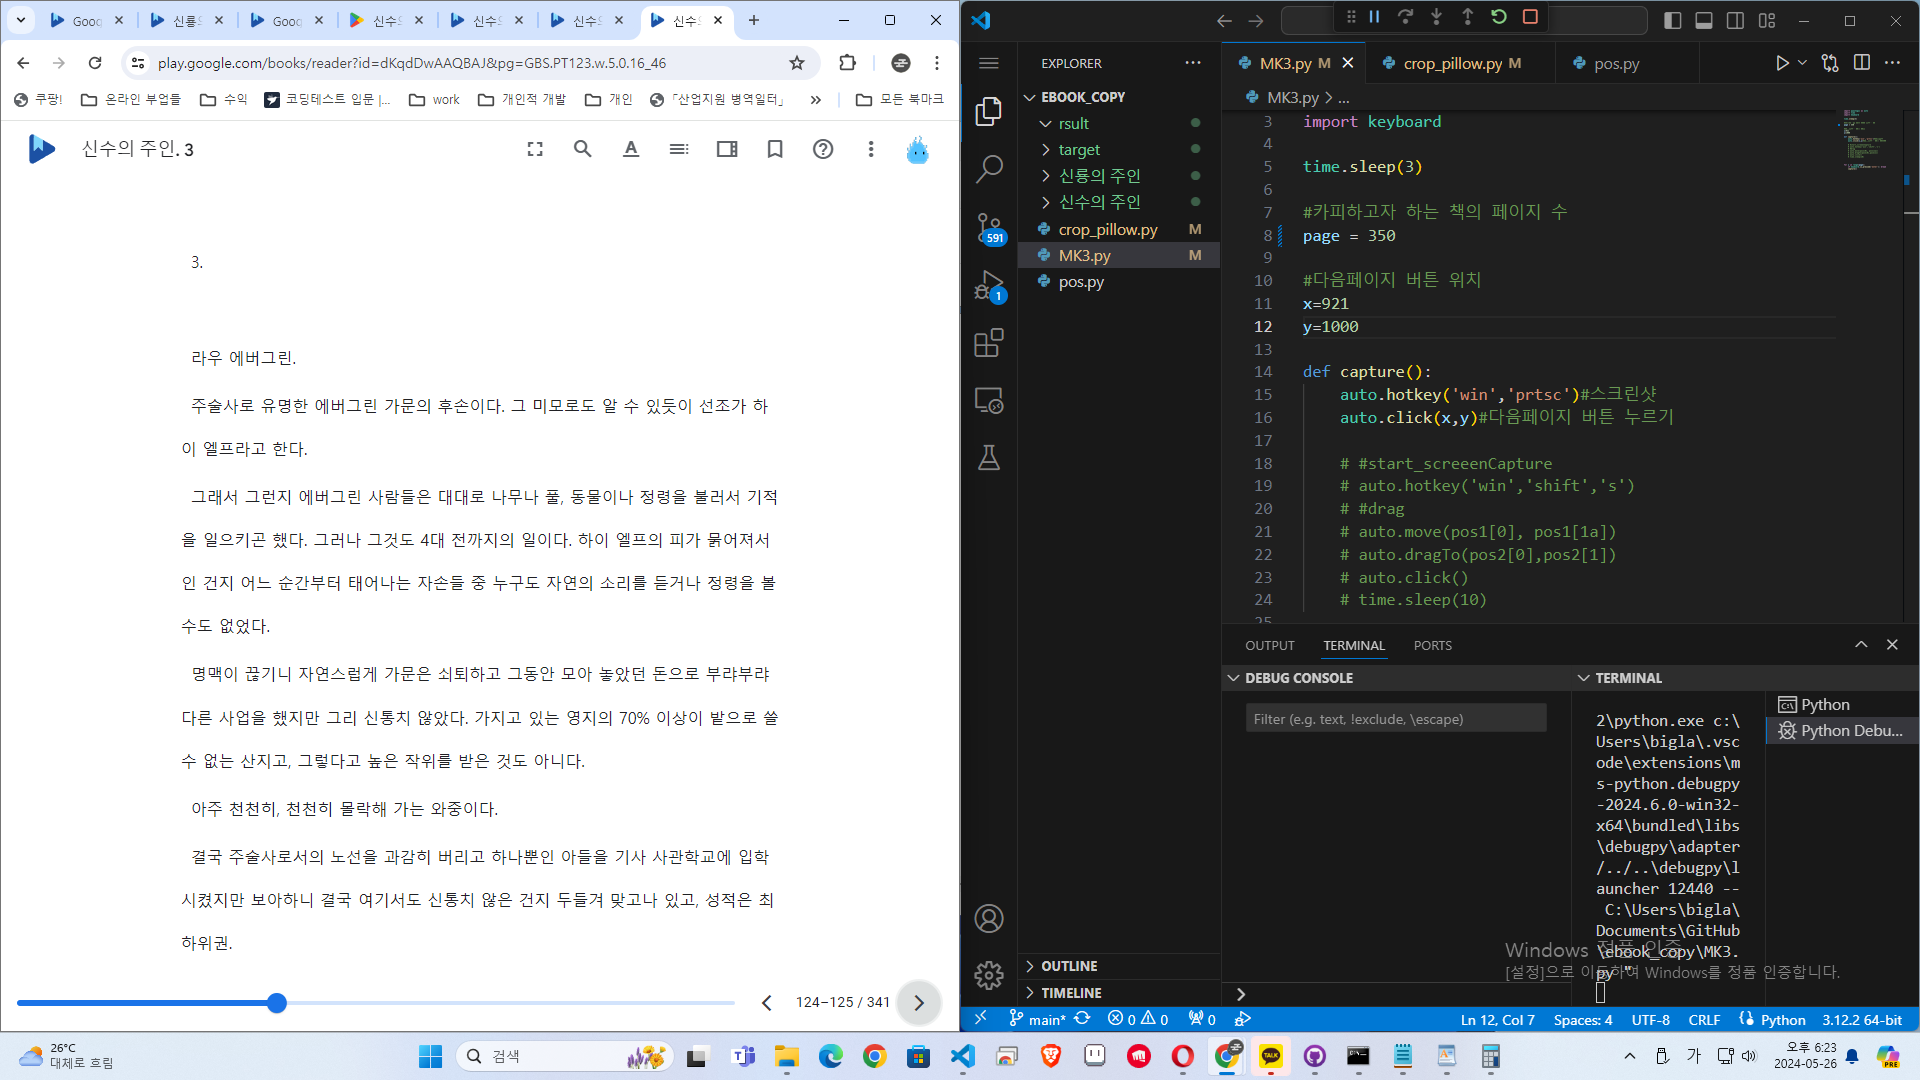 Goog
신룡으
Goog
신수으
신수으
신수으
신수으
play.google.com/books/reader?id=dKqdDwAAQBAJ&pg=GBS.PT123.w.5.0.16_46
쿠팡!
온라인 부업들
수익
코딩테스트 입문 |...
work
개인적 개발
개인
「산업지원 병역일터」
»
모든 북마크
신수의 주인. 3
3.
라우 에버그린.
주술사로 유명한 에버그린 가문의 후손이다. 그 미모로도 알 수 있듯이 선조가 하
이 엘프라고 한다.
그래서 그런지 에버그린 사람들은 대대로 나무나 풀, 동물이나 정령을 불러서 기적
을 일으키곤 했다. 그러나 그것도 4대 전까지의 일이다. 하이 엘프의 피가 묽어져서
인 건지 어느 순간부터 태어나는 자손들 중 누구도 자연의 소리를 듣거나 정령을 볼
수도 없었다.
명맥이 끊기니 자연스럽게 가문은 쇠퇴하고 그동안 모아 놓았던 돈으로 부랴부랴
다른 사업을 했지만 그리 신통치 않았다. 가지고 있는 영지의 70% 이상이 밭으로 쓸
수 없는 산지고, 그렇다고 높은 작위를 받은 것도 아니다.
아주 천천히, 천천히 몰락해 가는 와중이다.
결국 주술사로서의 노선을 과감히 버리고 하나뿐인 아들을 기사 사관학교에 입학
시켰지만 보아하니 결국 여기서도 신통치 않은 건지 두들겨 맞고나 있고, 성적은 최
하위권.
124–125 / 341
EXPLORER
EBOOK_COPY
rsult
target
신룡의 주인
신수의 주인
crop_pillow.py M
MK3.py M
pos.py
591
1
OUTLINE
TIMELINE
MK3.py M
crop_pillow.py M
pos.py
MK3.py > ...
3 import keyboard
4
5 time.sleep(3)
6
7 #카피하고자 하는 책의 페이지 수
8 page = 350
9
10 #다음페이지 버튼 위치
11 x=921
12 y=1000
13
14 def capture():
15 auto.hotkey('win','prtsc')#스크린샷
16 auto.click(x,y)#다음페이지 버튼 누르기
17
18 # #start_screeenCapture
19 # auto.hotkey('win','shift','s')
20 # #drag
21 # auto.move(pos1[0], pos1[1a])
22 # auto.dragTo(pos2[0],pos2[1])
23 # auto.click()
24 # time.sleep(10)
25
OUTPUT
TERMINAL
PORTS
DEBUG CONSOLE
Filter (e.g. text, !exclude, \escape)
TERMINAL
2\python.exe c:\
Users\bigla\.vsc
ode\extensions\m
s-python.debugpy
-2024.6.0-win32-
x64\bundled\libs
\debugpy\adapter
/../..\debugpy\l
auncher 12440 --
C:\Users\bigla\
Documents\GitHub
\ebook_copy\MK3.
py "
Python
Python Debu...
Windows 정품 인증
[설정]으로 이동하여 Windows를 정품 인증합니다.
main*
0
0
0
Ln 12, Col 7
Spaces: 4
UTF-8
CRLF
Python
3.12.2 64-bit
26°C
대체로 흐림
검색
TALK
가
오후 6:23
2024-05-26
PRE